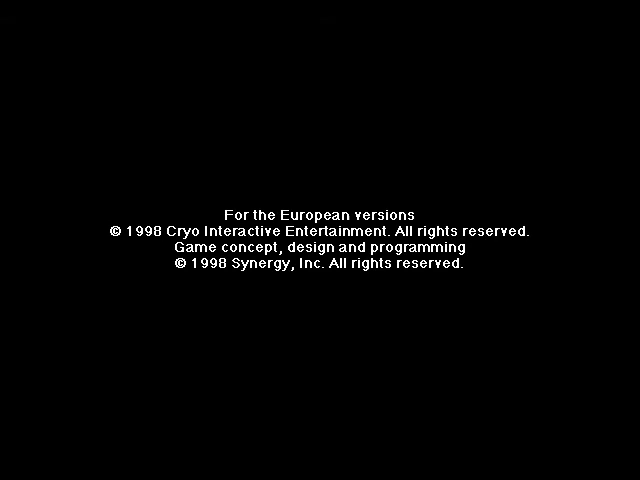 For the European versions
© 1998 Cryo Interactive Entertainment. All rights reserved.
Game concept, design and programming
© 1998 Synergy, Inc. All rights reserved.